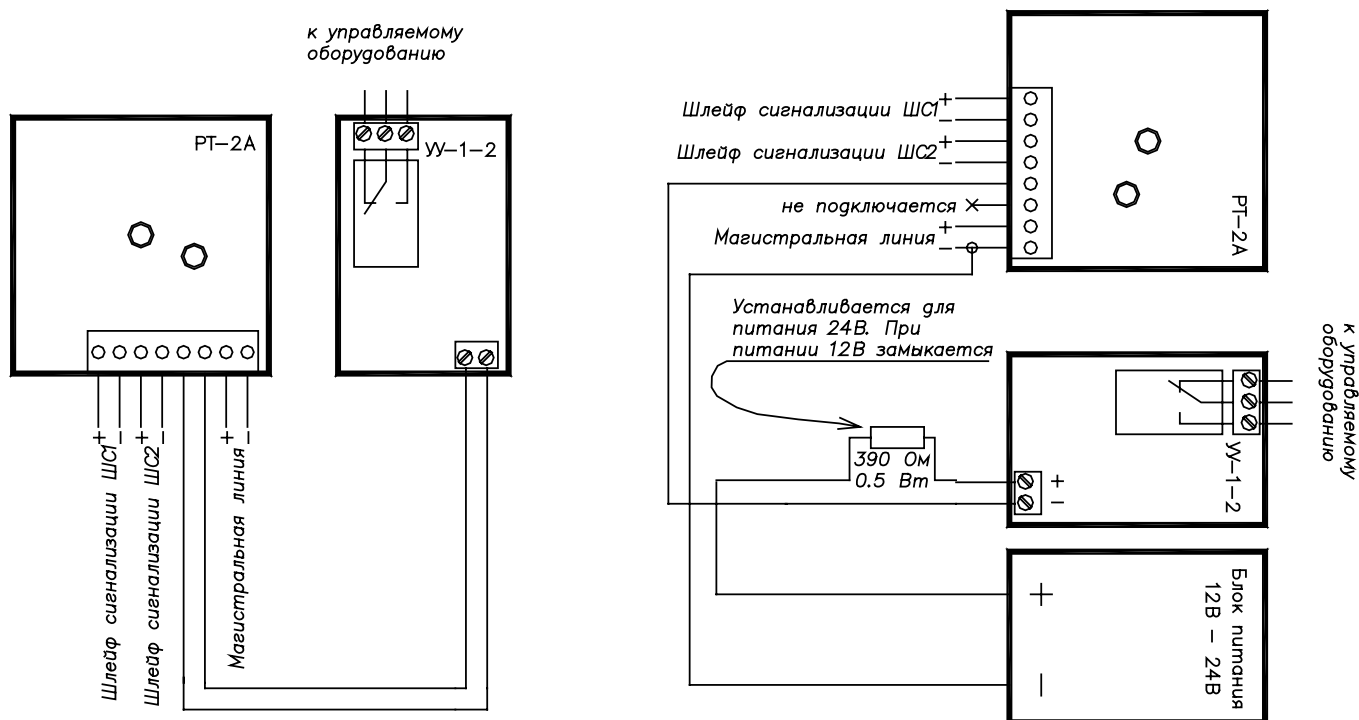 к управляемому
оборудованию
РТ-2А
УУ-1-2
+ Шлейф сигнализации ШС1
-
+ Шлейф сигнализации ШС2
-
+ Магистральная линия
-
Шлейф сигнализации ШС1 +
-
Шлейф сигнализации ШС2 +
-
не подключается
Магистральная линия +
-
РТ-2А
Устанавливается для
питания 24В. При
питании 12В замыкается
390 Ом
0.5 Вт
+
-
УУ-1-2
к управляемому
оборудованию
+
-
Блок питания
12В - 24В